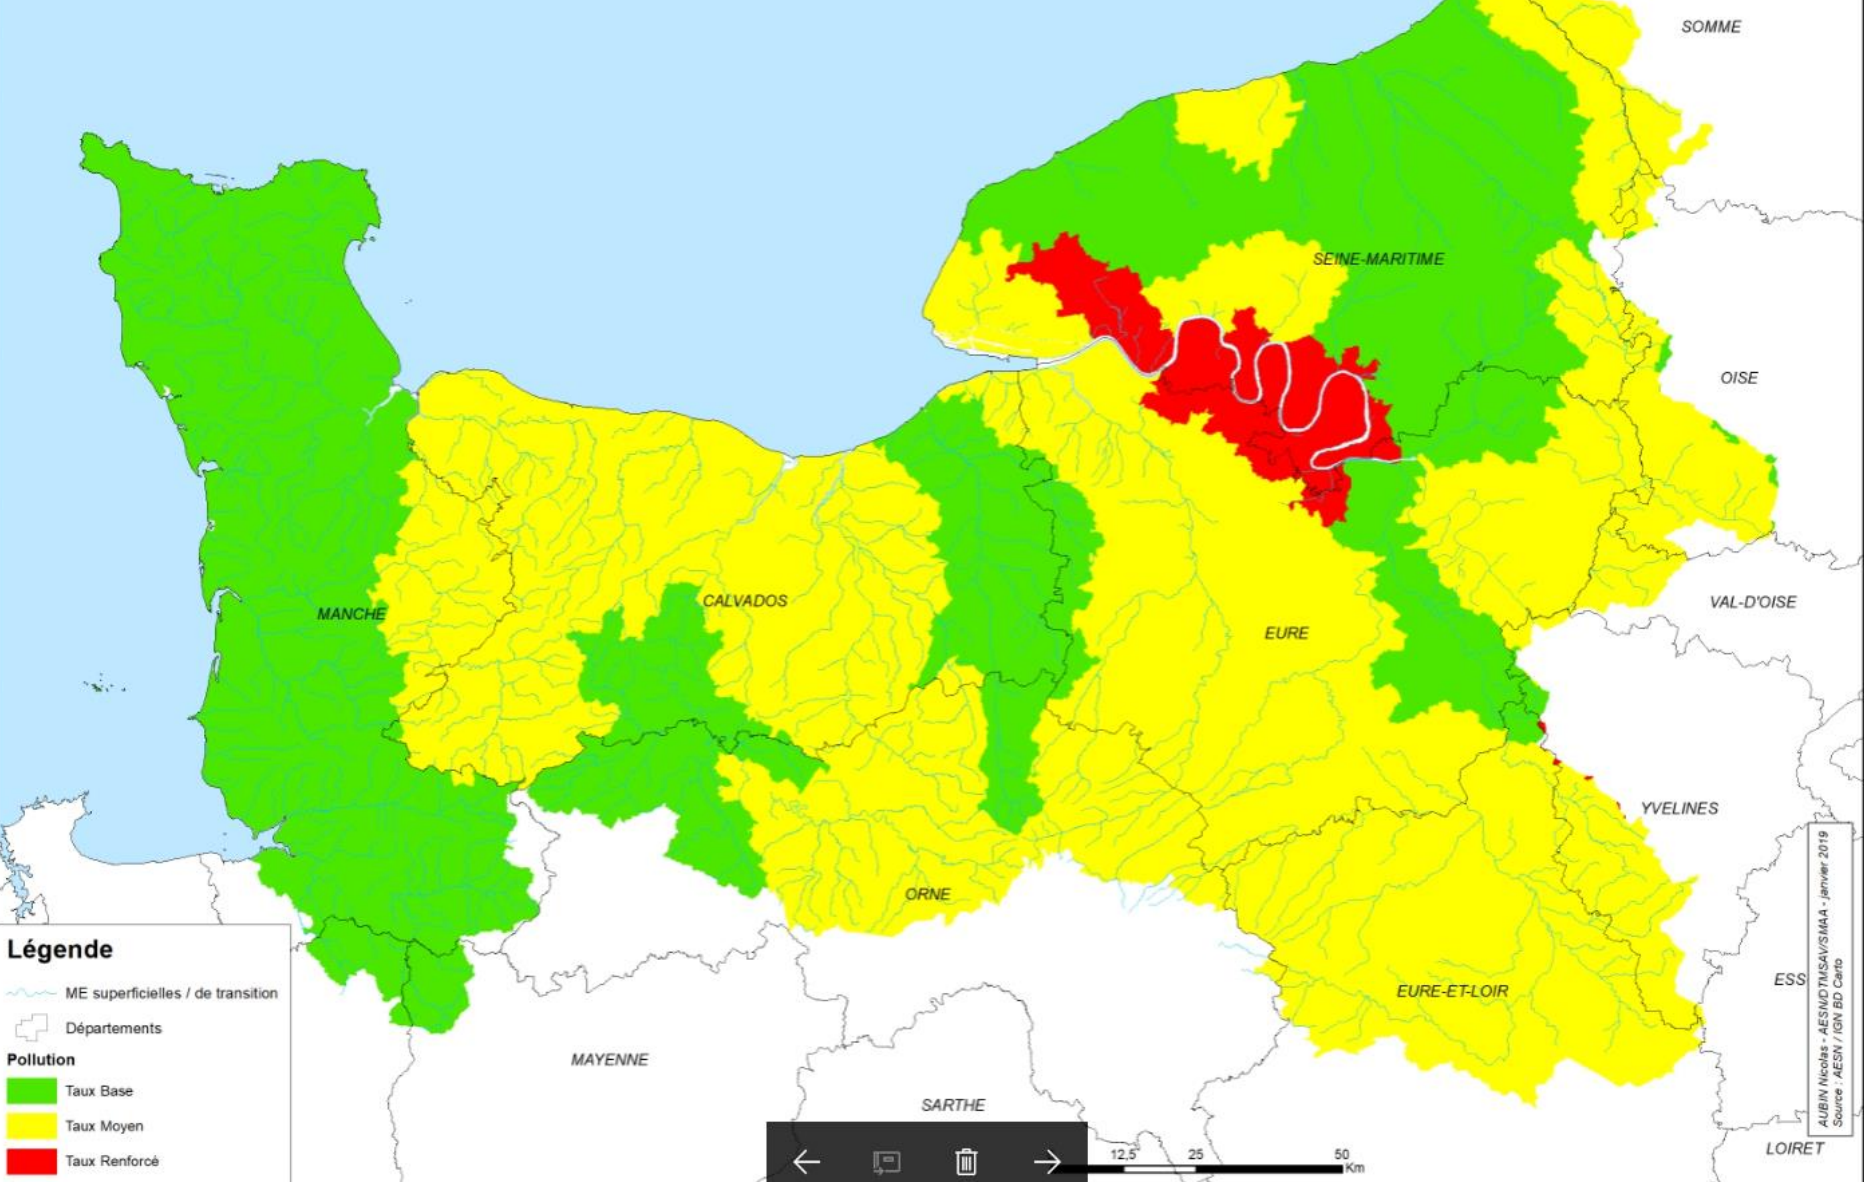 SOMME
SEINE-MARITIME
OISE
MANCHE
CALVADOS
EURE
VAL-D'OISE
YVELINES
ORNE
EURE-ET-LOIR
ESS
MAYENNE
SARTHE
LOIRET
Légende
ME superficielles / de transition
Départements
Pollution
Taux Base
Taux Moyen
Taux Renforcé
12,5 25 50
Km
AUBIN Nicolas - AESN/DTMSAV/SMAA - janvier 2019
Source : AESN / IGN BD Carto